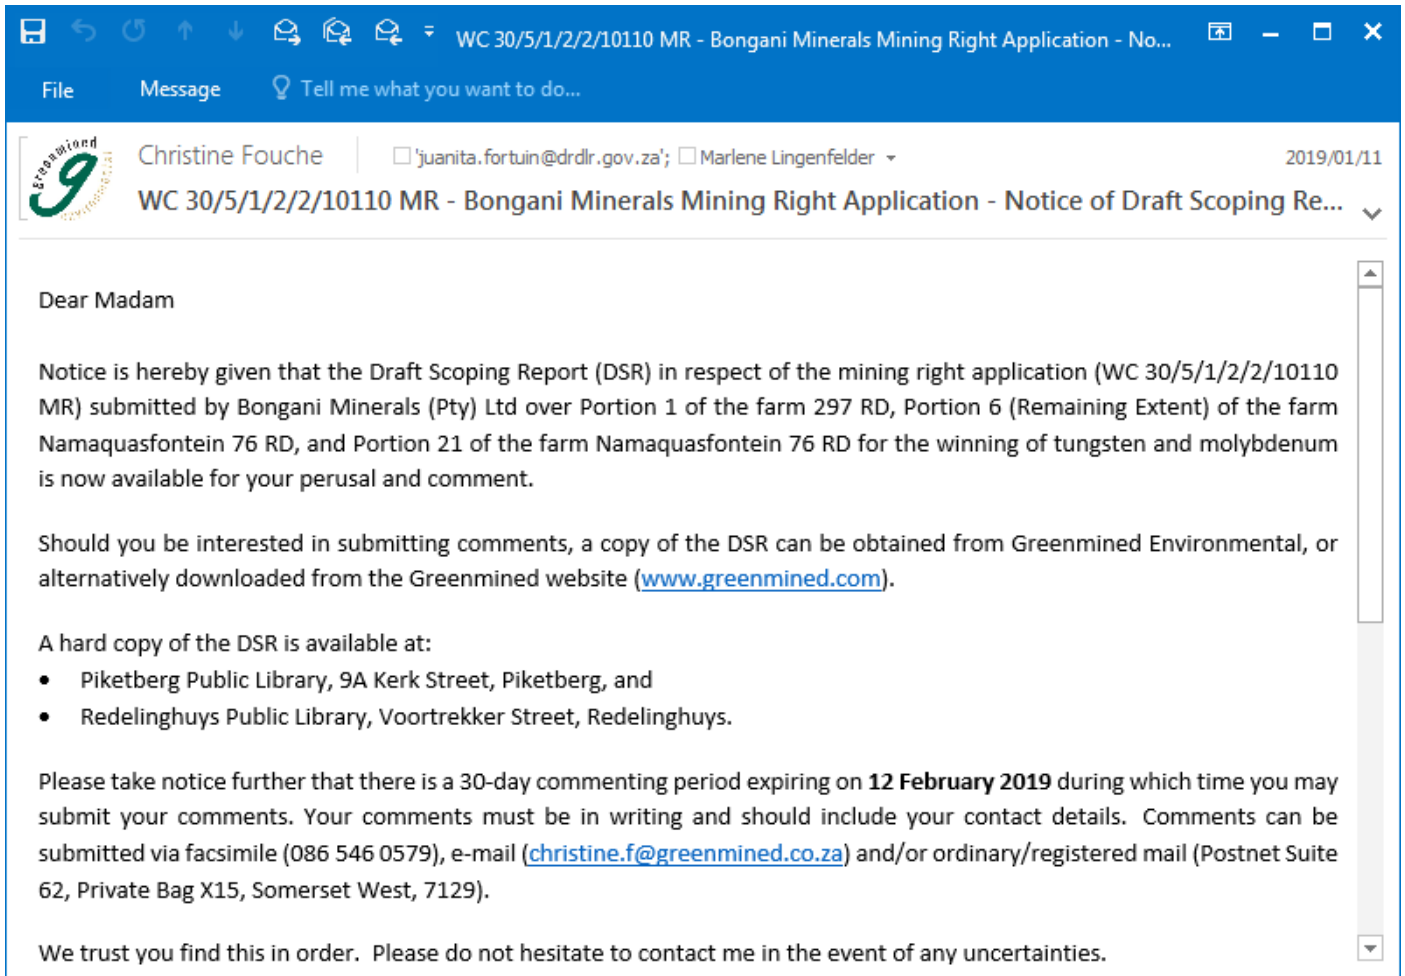 WC 30/5/1/2/2/10110 MR - Bongani Minerals Mining Right Application - No...
File Message Tell me what you want to do...
greenmined
Christine Fouche 'juanita.fortuin@drdlr.gov.za'; Marlene Lingenfelder 2019/01/11
WC 30/5/1/2/2/10110 MR - Bongani Minerals Mining Right Application - Notice of Draft Scoping Re...
Dear Madam
Notice is hereby given that the Draft Scoping Report (DSR) in respect of the mining right application (WC 30/5/1/2/2/10110
MR) submitted by Bongani Minerals (Pty) Ltd over Portion 1 of the farm 297 RD, Portion 6 (Remaining Extent) of the farm
Namaquasfontein 76 RD, and Portion 21 of the farm Namaquasfontein 76 RD for the winning of tungsten and molybdenum
is now available for your perusal and comment.
Should you be interested in submitting comments, a copy of the DSR can be obtained from Greenmined Environmental, or
alternatively downloaded from the Greenmined website (www.greenmined.com).
A hard copy of the DSR is available at:
• Piketberg Public Library, 9A Kerk Street, Piketberg, and
• Redelinghuys Public Library, Voortrekker Street, Redelinghuys.
Please take notice further that there is a 30-day commenting period expiring on 12 February 2019 during which time you may
submit your comments. Your comments must be in writing and should include your contact details. Comments can be
submitted via facsimile (086 546 0579), e-mail (christine.f@greenmined.co.za) and/or ordinary/registered mail (Postnet Suite
62, Private Bag X15, Somerset West, 7129).
We trust you find this in order. Please do not hesitate to contact me in the event of any uncertainties.